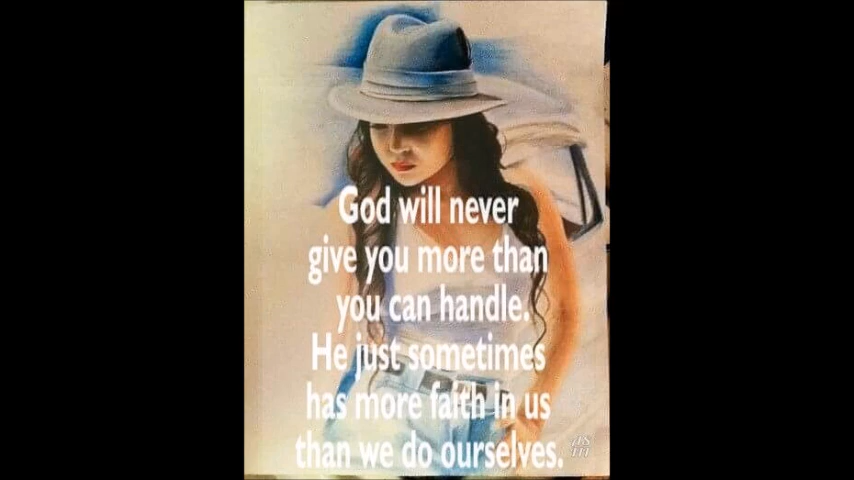 God will never
give you more than
you can handle.
He just sometimes
has more faith in us
than we do ourselves.